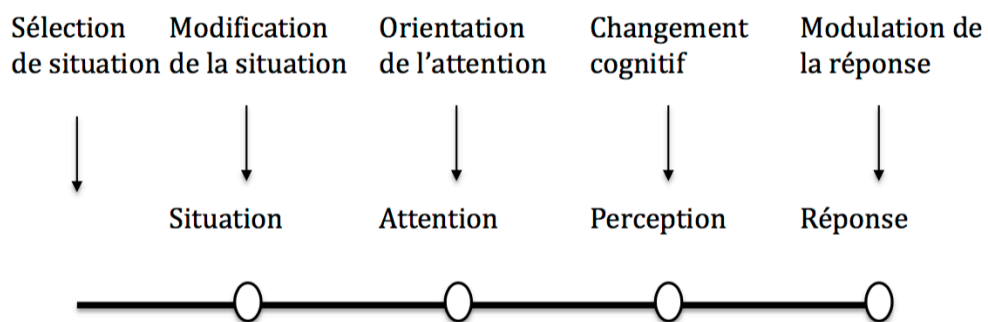 Sélection
de situation
Modification
de la situation
Orientation
de l’attention
Changement
cognitif
Modulation de
la réponse
Situation
Attention
Perception
Réponse